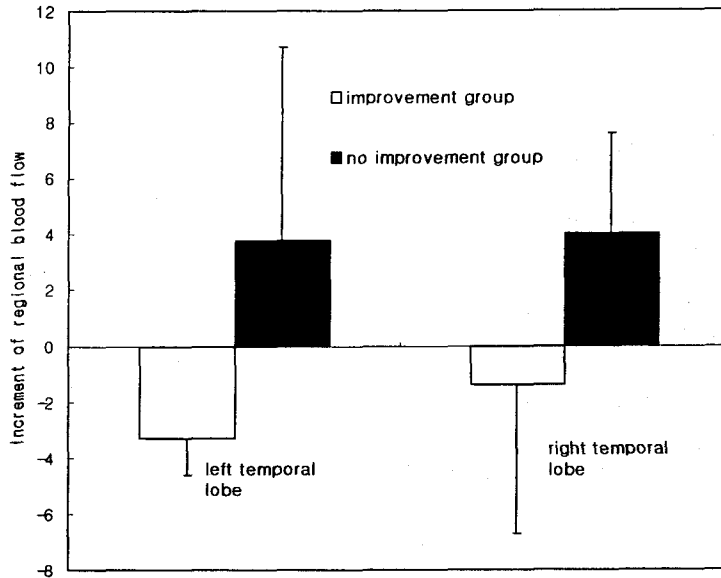 12
10
8
6
4
2
0
-2
-4
-6
-8
Increment of regional blood flow
improvement group
no improvement group
left temporal
lobe
right temporal
lobe